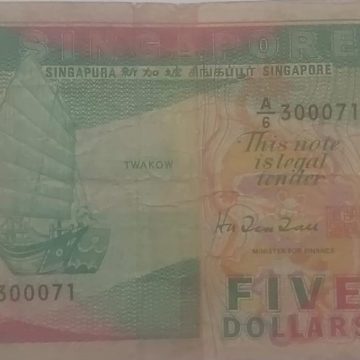 SINGAPORE
SINGAPURA 新加坡 சிங்கப்பூர் SINGAPORE
A/6 300071
This note
is legal
tender
TWAKOW
MINISTER FOR FINANCE
300071
FIVE
DOLLARS